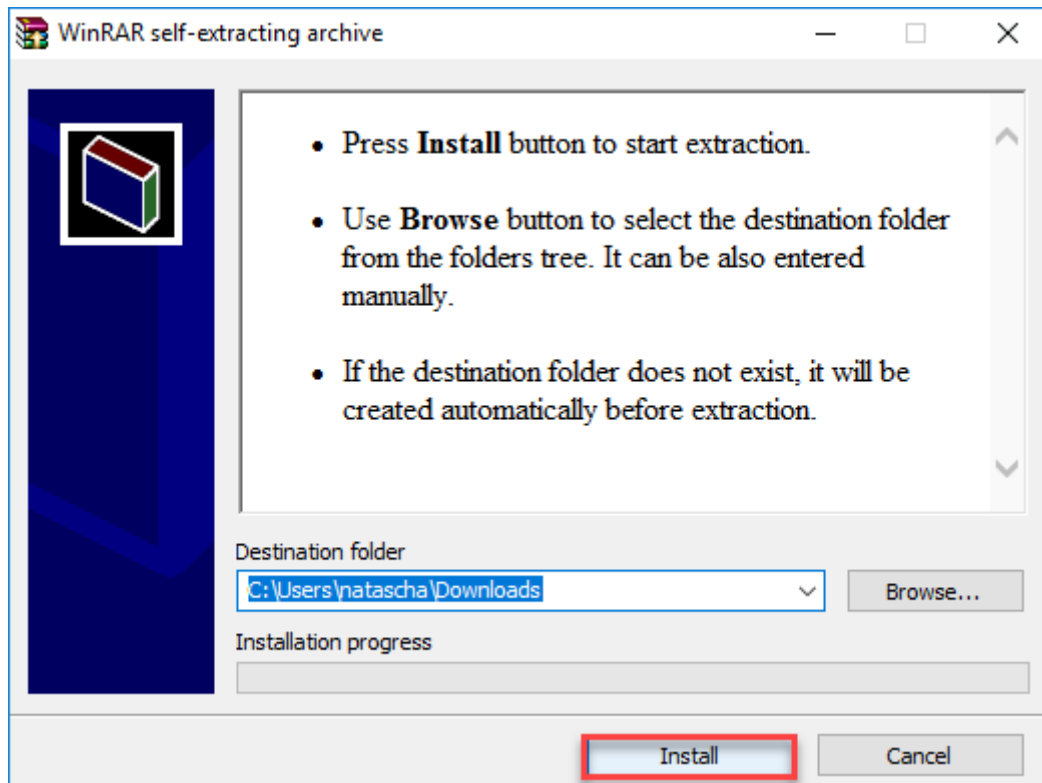 WinRAR self-extracting archive
• Press Install button to start extraction.
• Use Browse button to select the destination folder
from the folders tree. It can be also entered
manually.
• If the destination folder does not exist, it will be
created automatically before extraction.
Destination folder
C:\Users\natascha\Downloads
Browse...
Installation progress
Install
Cancel